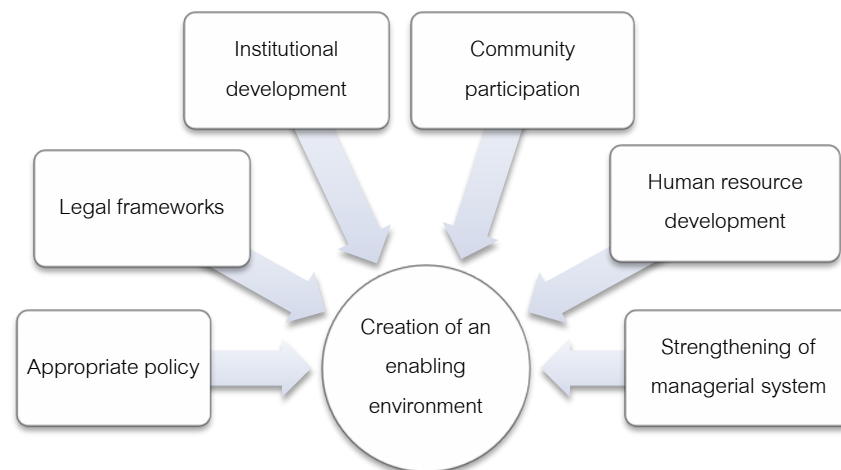 Institutional
development
Community
participation
Legal frameworks
Human resource
development
Appropriate policy
Creation of an
enabling
environment
Strengthening of
managerial system